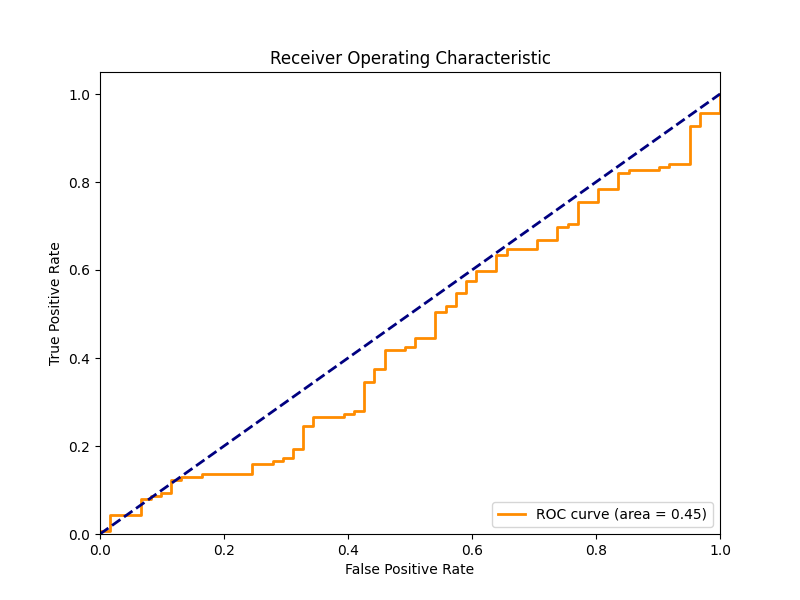 Receiver Operating Characteristic
True Positive Rate
1.0
0.8
0.6
0.4
0.2
0.0
ROC curve (area = 0.45)
0.0 0.2 0.4 0.6 0.8 1.0
False Positive Rate